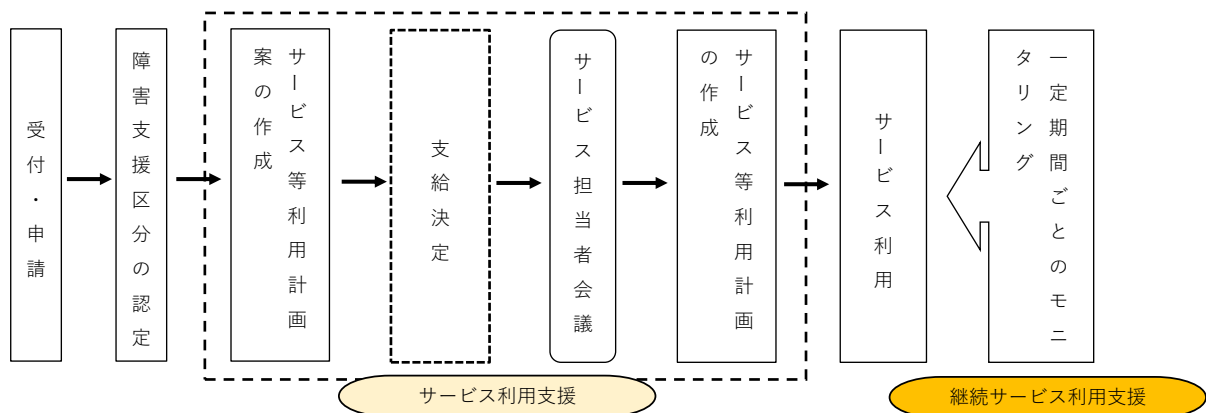 受付・申請
障害支援区分の認定
サービス等利用計画
案の作成
支給決定
サービス担当者会議
サービス等利用計画
の作成
サービス利用
一定期間ごとのモニ
タリング
サービス利用支援
継続サービス利用支援